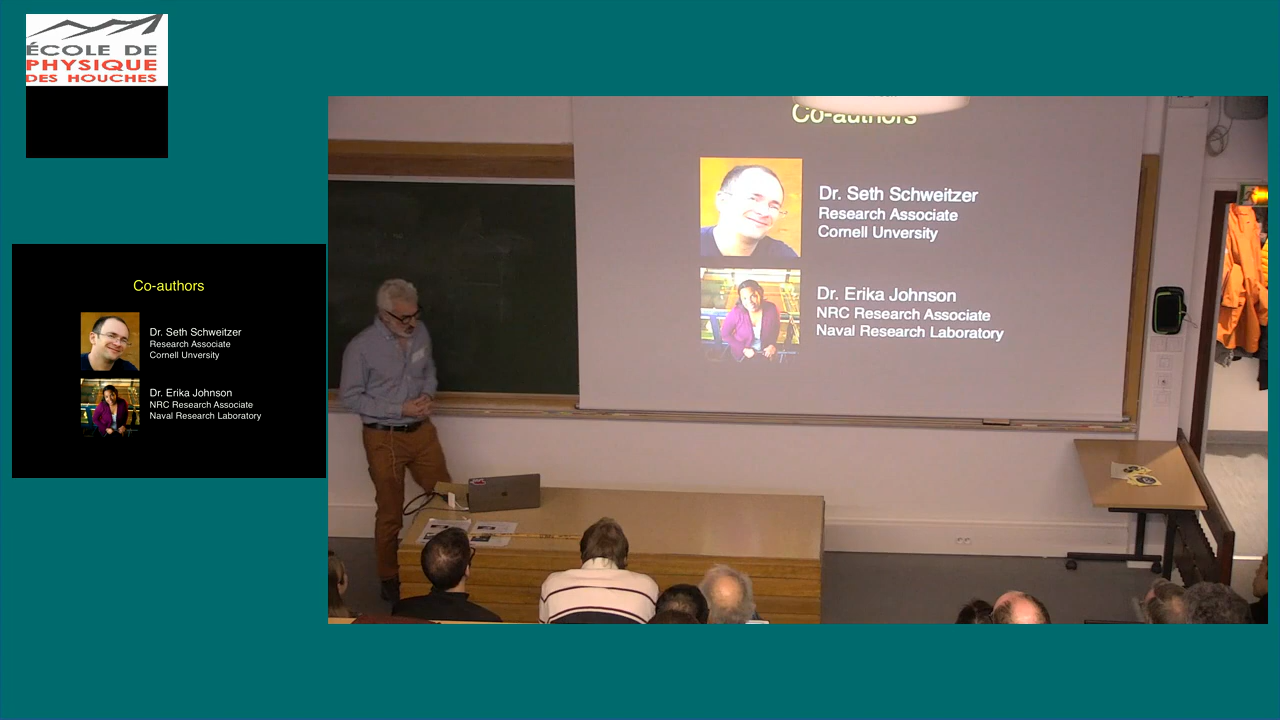 ÉCOLE DE
PHYSIQUE
DES HOUCHES
Co-authors
Dr. Seth Schweitzer
Research Associate
Cornell Unversity
Dr. Erika Johnson
NRC Research Associate
Naval Research Laboratory
Co-authors
Dr. Seth Schweitzer
Research Associate
Cornell Unversity
Dr. Erika Johnson
NRC Research Associate
Naval Research Laboratory